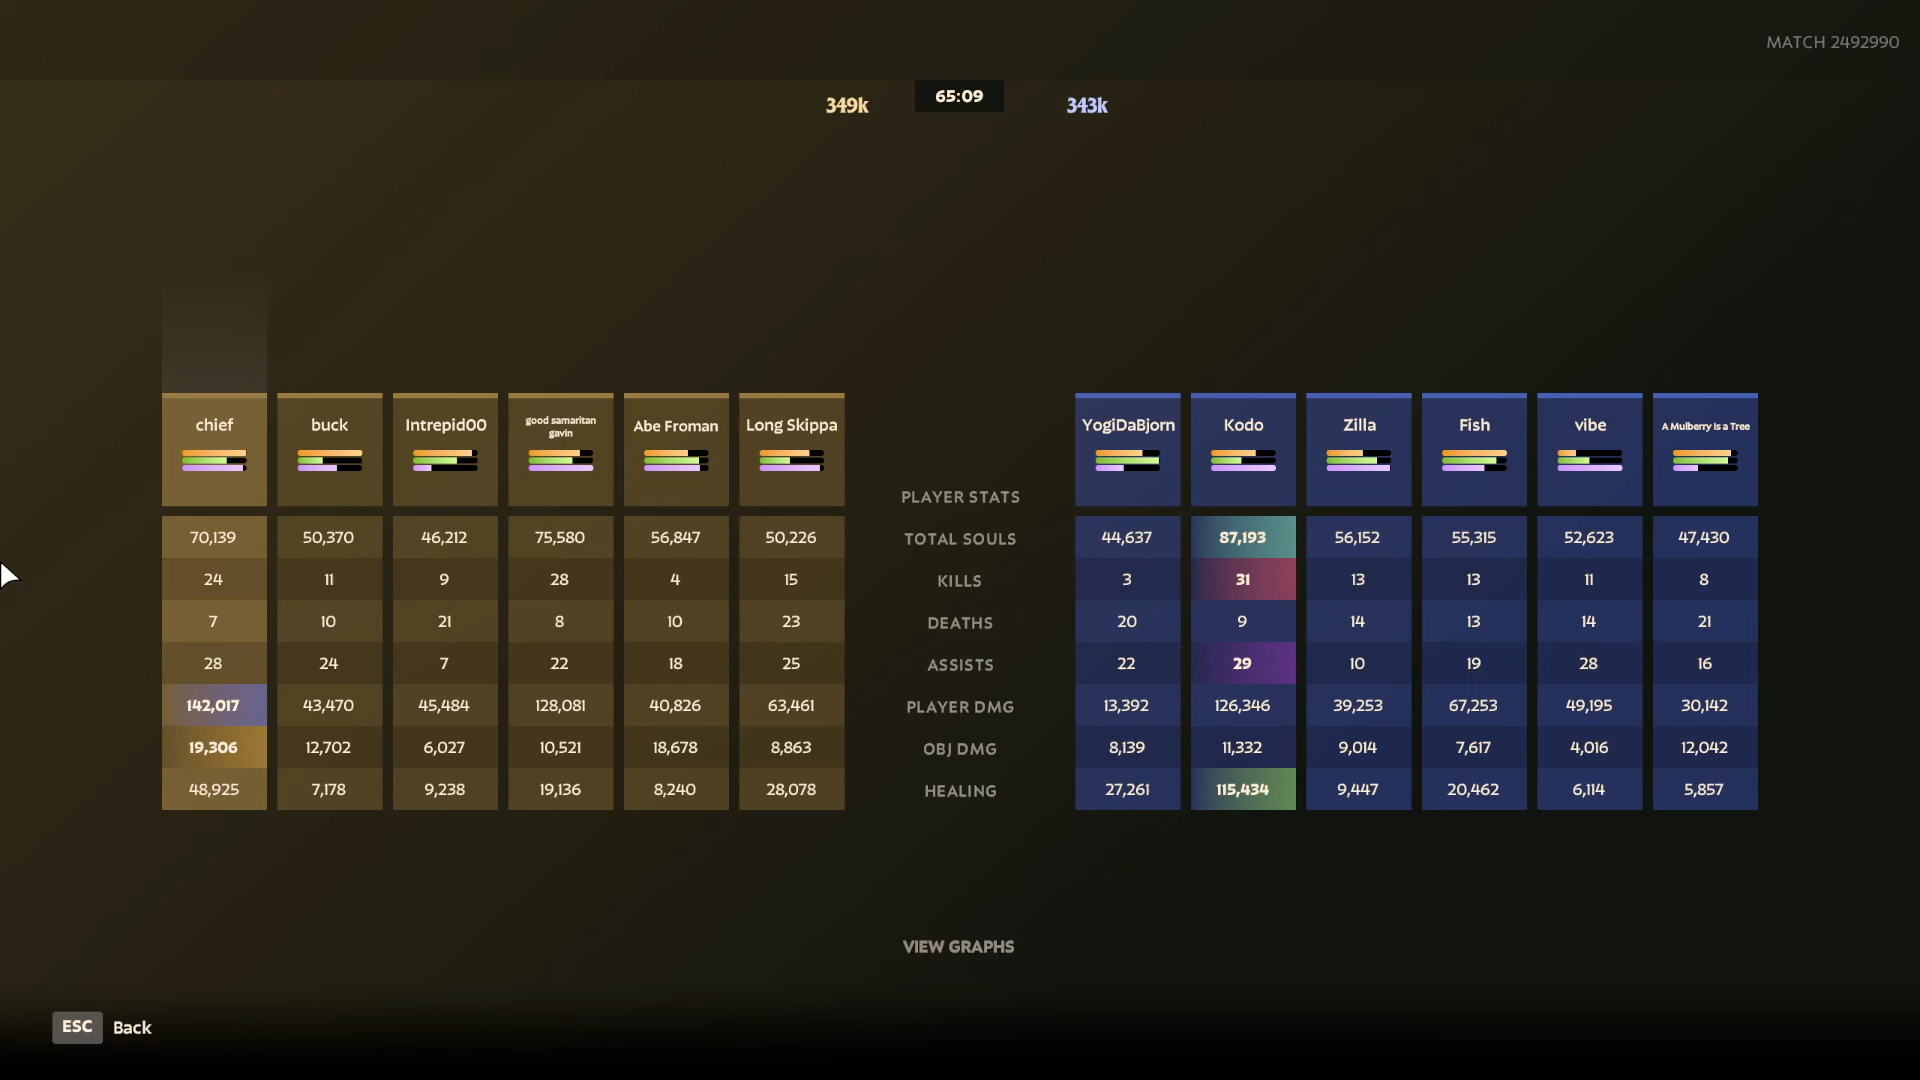 MATCH 2492990
349k 65:09 343k
chief buck Intrepid00 good samaritan gavin Abe Froman Long Skippa YogiDaBjorn Kodo Zilla Fish vibe A Mulberry Is a Tree
PLAYER STATS
70,139 50,370 46,212 75,580 56,847 50,226 TOTAL SOULS 44,637 87,193 56,152 55,315 52,623 47,430
24 11 9 28 4 15 KILLS 3 31 13 13 11 8
7 10 21 8 10 23 DEATHS 20 9 14 13 14 21
28 24 7 22 18 25 ASSISTS 22 29 10 19 28 16
142,017 43,470 45,484 128,081 40,826 63,461 PLAYER DMG 13,392 126,346 39,253 67,253 49,195 30,142
19,306 12,702 6,027 10,521 18,678 8,863 OBJ DMG 8,139 11,332 9,014 7,617 4,016 12,042
48,925 7,178 9,238 19,136 8,240 28,078 HEALING 27,261 115,434 9,447 20,462 6,114 5,857
VIEW GRAPHS
ESC Back